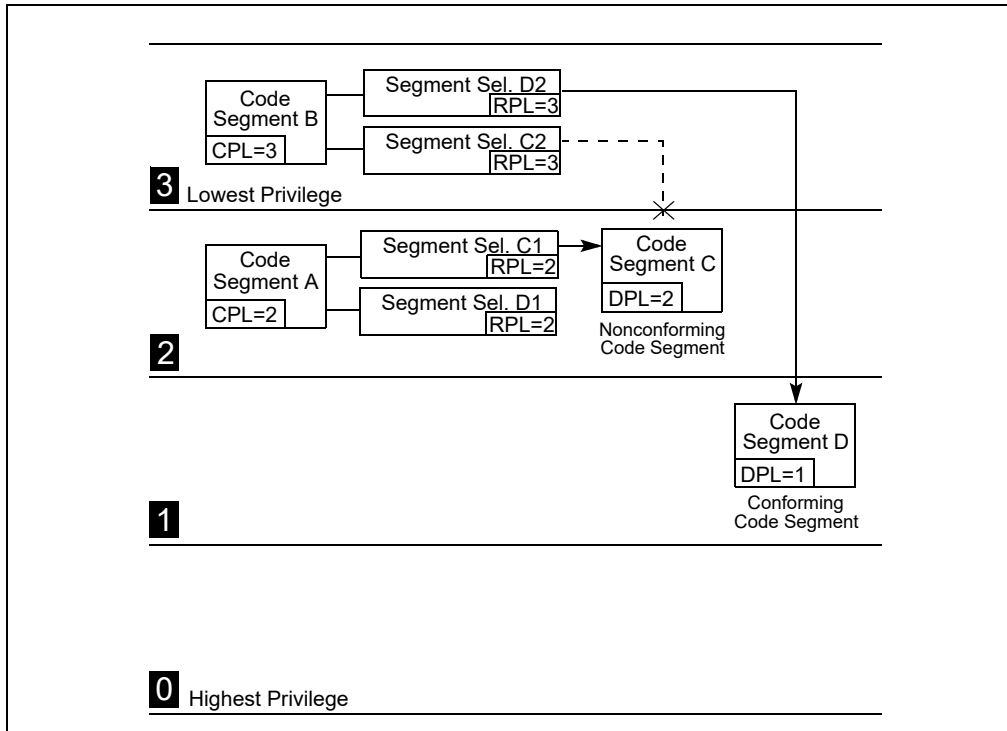 Code
Segment B
CPL=3
Segment Sel. D2
RPL=3
Segment Sel. C2
RPL=3
3 Lowest Privilege
Code
Segment A
CPL=2
Segment Sel. C1
RPL=2
Segment Sel. D1
RPL=2
Code
Segment C
DPL=2
Nonconforming
Code Segment
2
Code
Segment D
DPL=1
Conforming
Code Segment
1
0 Highest Privilege